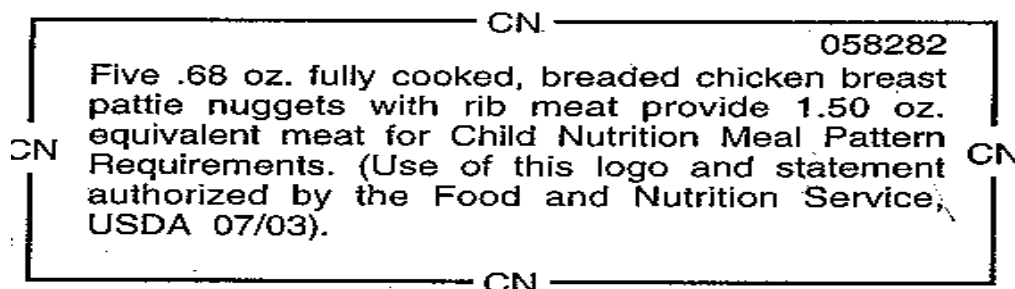 CN
058282
Five .68 oz. fully cooked, breaded chicken breast
pattie nuggets with rib meat provide 1.50 oz.
equivalent meat for Child Nutrition Meal Pattern
CN CN
Requirements. (Use of this logo and statement
authorized by the Food and Nutrition Service,
USDA 07/03).
CN